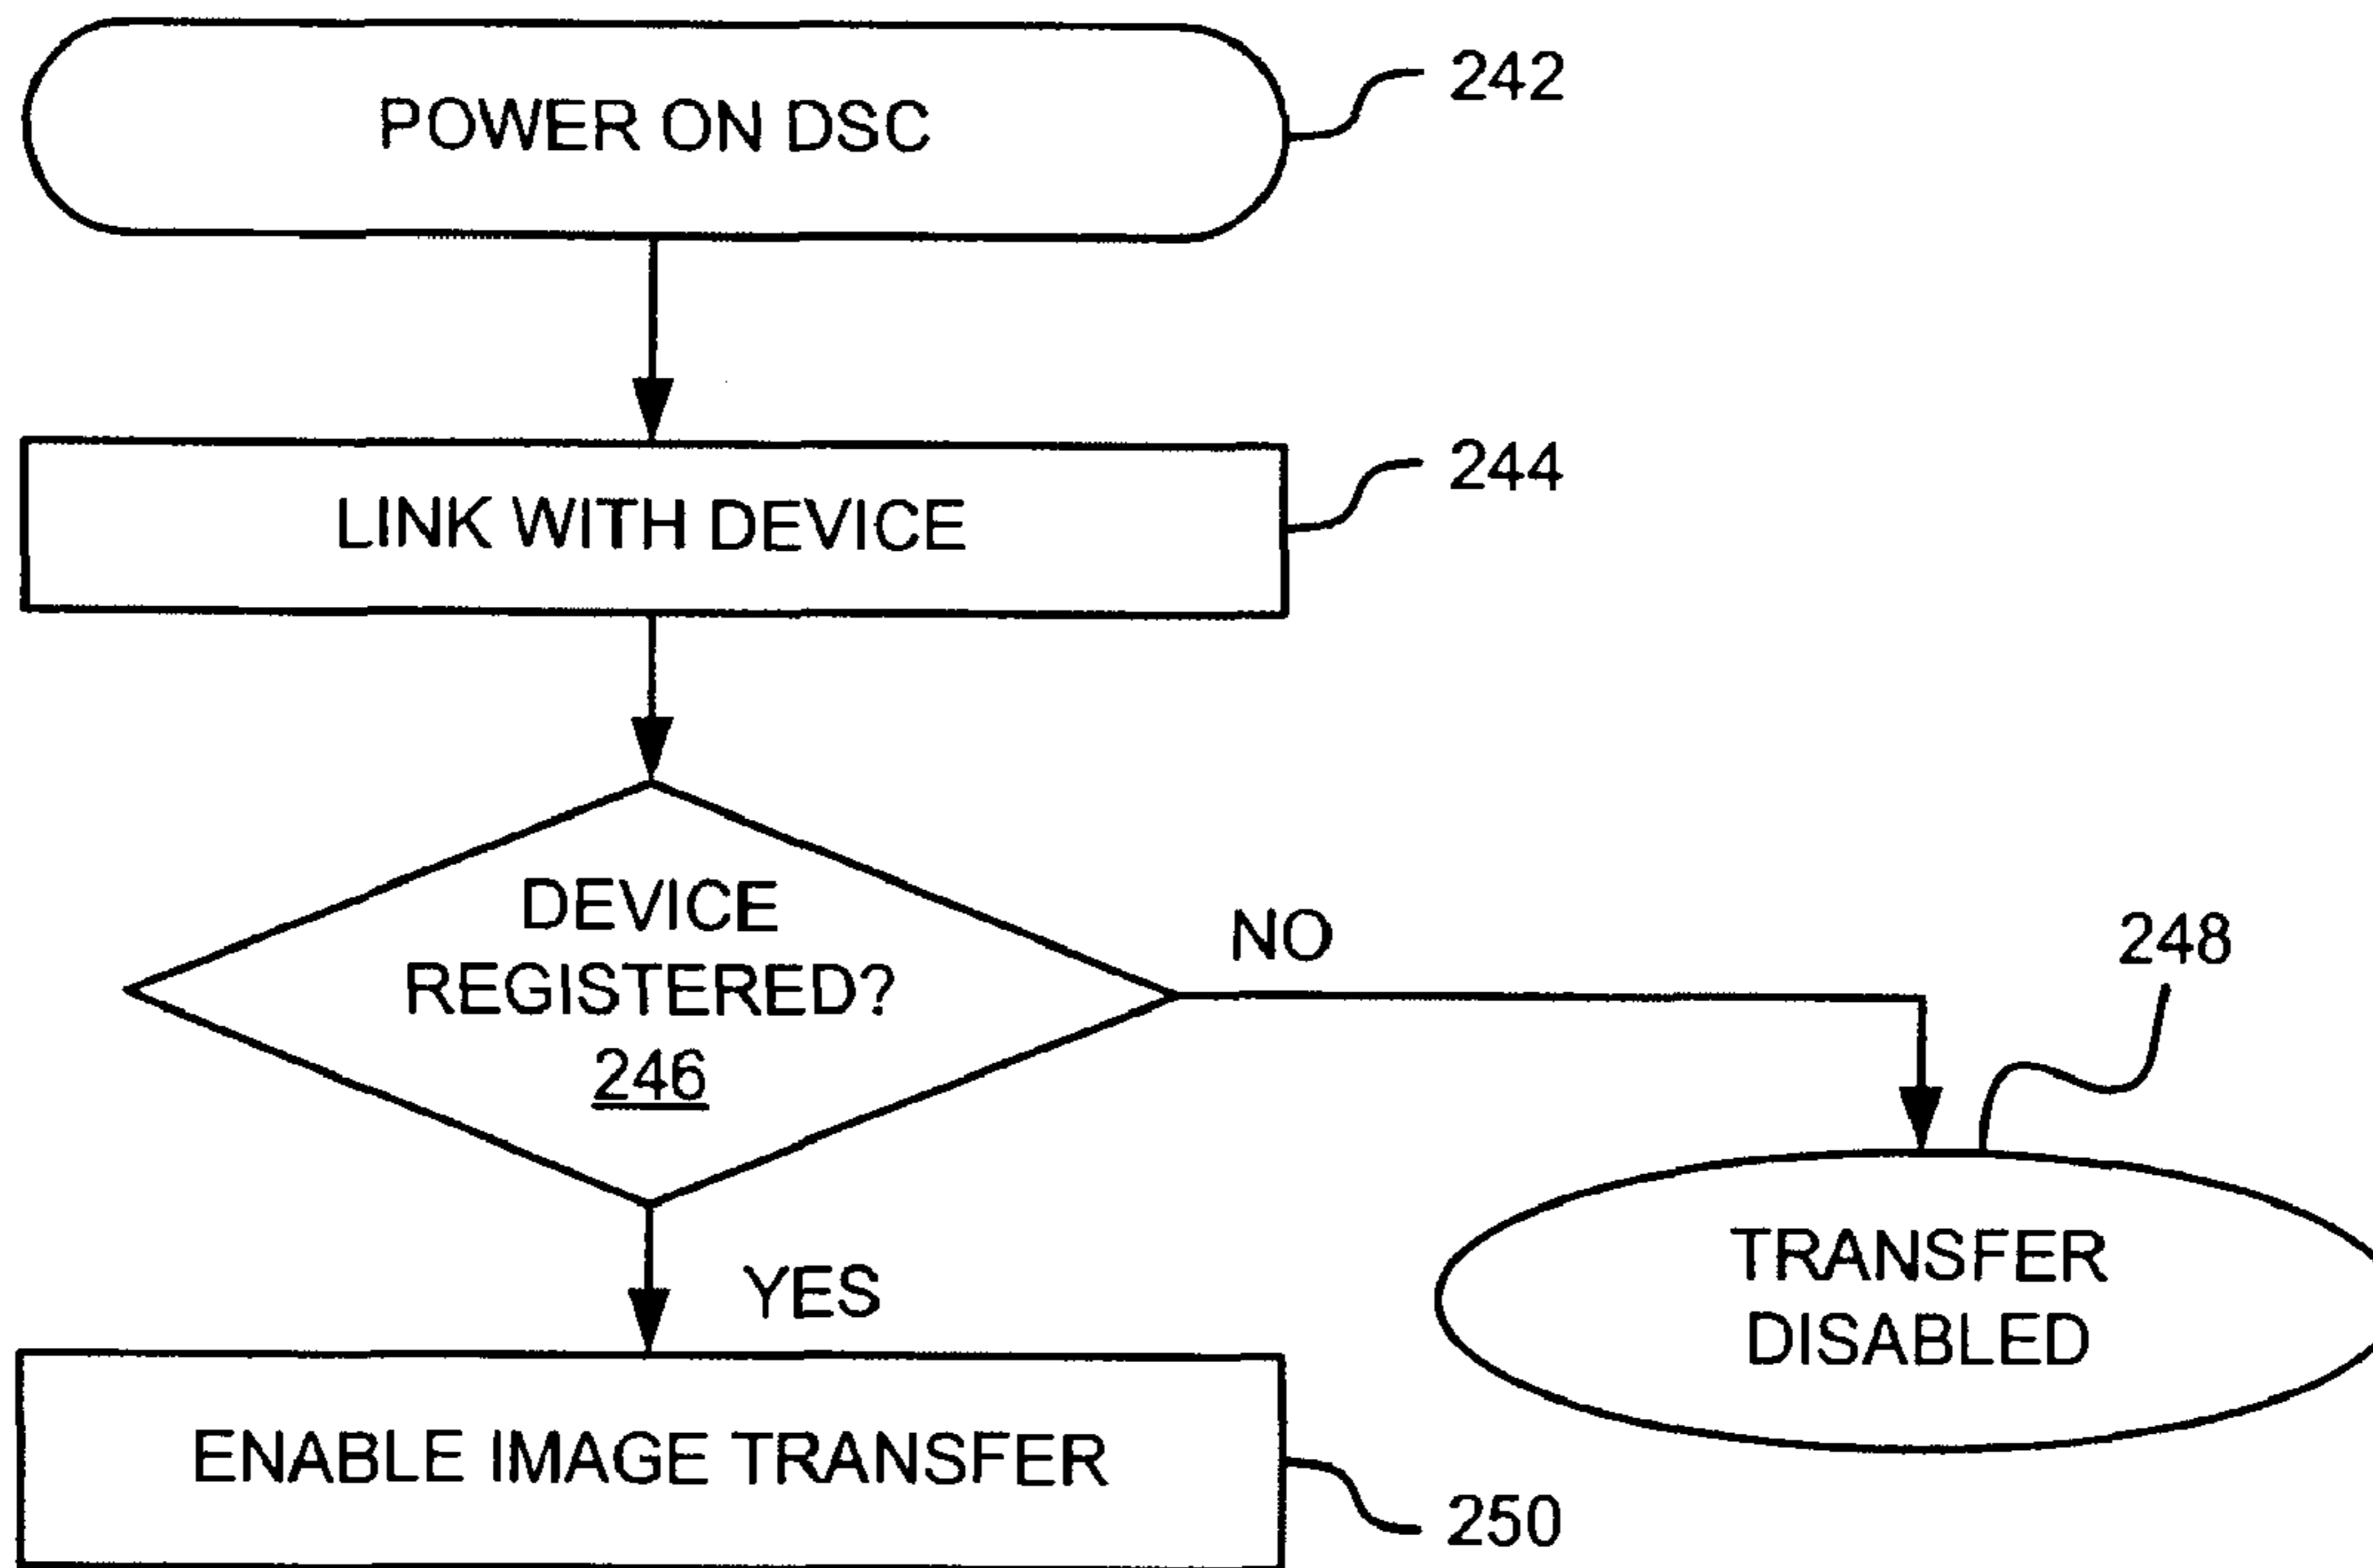 POWER ON DSC
242
LINK WITH DEVICE
244
DEVICE
REGISTERED?
246
NO
248
YES
TRANSFER
DISABLED
ENABLE IMAGE TRANSFER
250